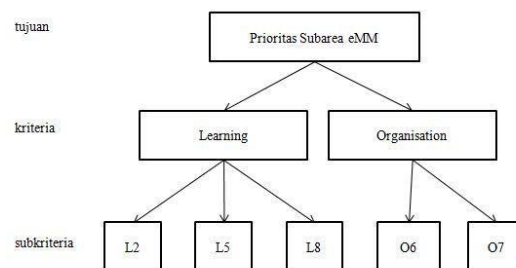 tujuan
Prioritas Subarea eMM
kriteria
Learning
Organisation
subkriteria
L2
L5
L8
O6
O7